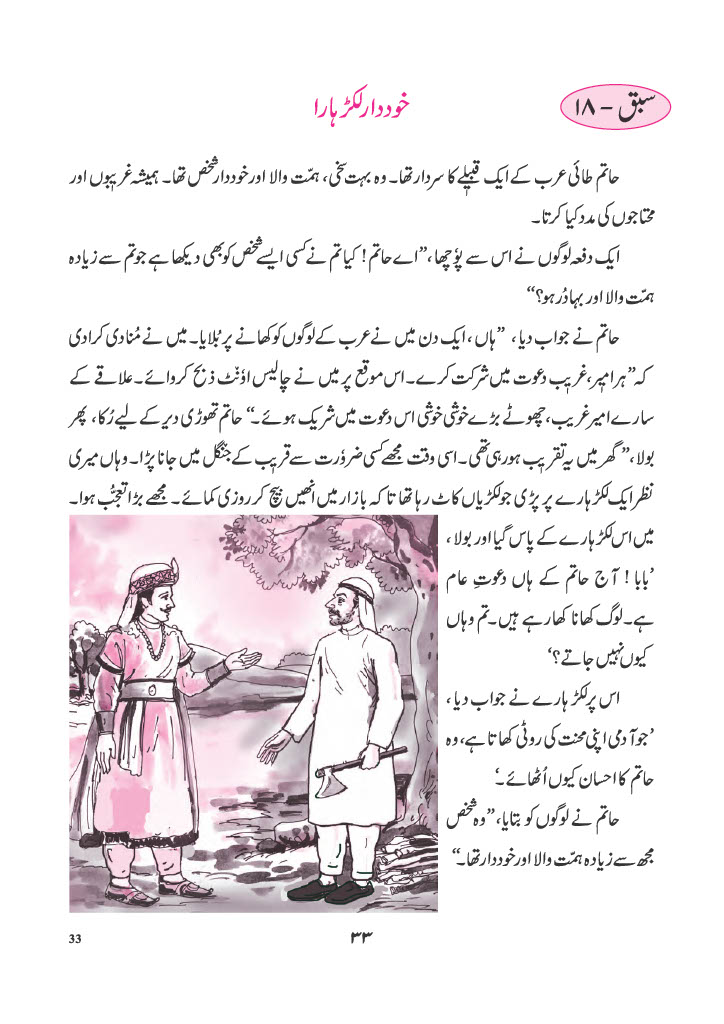 سبق – ۱۸
خوددار لکڑہارا
حاتم طائی عرب کے ایک قبیلے کا سردار تھا۔ وہ بہت سخی، ہمّت والا اور خوددار شخص تھا۔ ہمیشہ غریبوں اور
محتاجوں کی مدد کیا کرتا۔
ایک دفعہ لوگوں نے اس سے پوٗچھا، ”اے حاتم! کیا تم نے کسی ایسے شخص کو بھی دیکھا ہے جو تم سے زیادہ
ہمّت والا اور بہادُر ہو؟“
حاتم نے جواب دیا، ”ہاں، ایک دن میں نے عرب کے لوگوں کو کھانے پر بُلایا۔ میں نے مُنادی کرا دی
کہ ”ہر امیر، غریب دعوت میں شرکت کرے۔ اس موقع پر میں نے چالیس اوٗنٹ ذبح کروائے۔ علاقے کے
سارے امیر غریب، چھوٹے بڑے خوشی خوشی اس دعوت میں شریک ہوئے۔“ حاتم تھوڑی دیر کے لیے رُکا، پھر
بولا، ”گھر میں یہ تقریب ہو رہی تھی۔ اسی وقت مجھے کسی ضروٗرت سے قریب کے جنگل میں جانا پڑا۔ وہاں میری
نظر ایک لکڑہارے پر پڑی جو لکڑیاں کاٹ رہا تھا تاکہ بازار میں انھیں بیچ کر روزی کمائے۔ مجھے بڑا تعجّب ہوا۔
میں اس لکڑہارے کے پاس گیا اور بولا،
’بابا! آج حاتم کے ہاں دعوتِ عام
ہے۔ لوگ کھانا کھا رہے ہیں۔ تم وہاں
کیوں نہیں جاتے؟‘
اس پر لکڑہارے نے جواب دیا،
’جو آدمی اپنی محنت کی روٹی کھاتا ہے، وہ
حاتم کا احسان کیوں اُٹھائے۔‘
حاتم نے لوگوں کو بتایا، ”وہ شخص
مجھ سے زیادہ ہمّت والا اور خوددار تھا۔“
33
۳۳